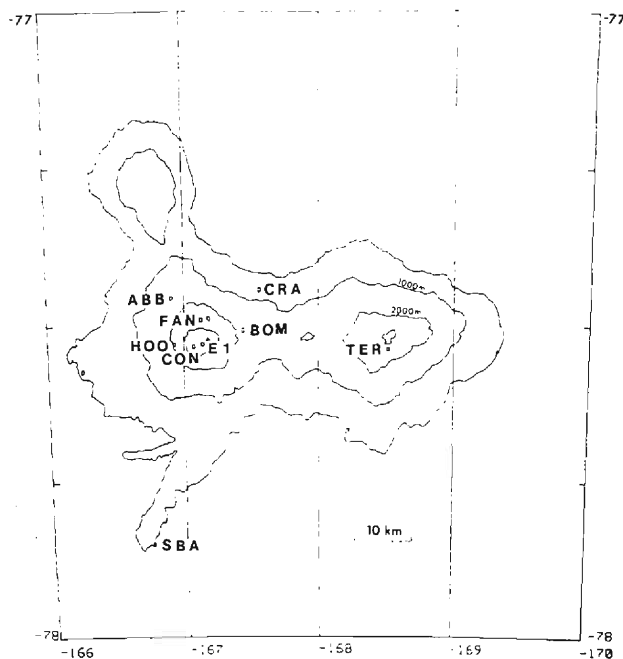 -77 -77
CRA
1000m
ABB
2000m
FAN
BOM
HOO E1 TER
CON
10 km
SBA
-78 -78
-166 -167 -168 -169 -170